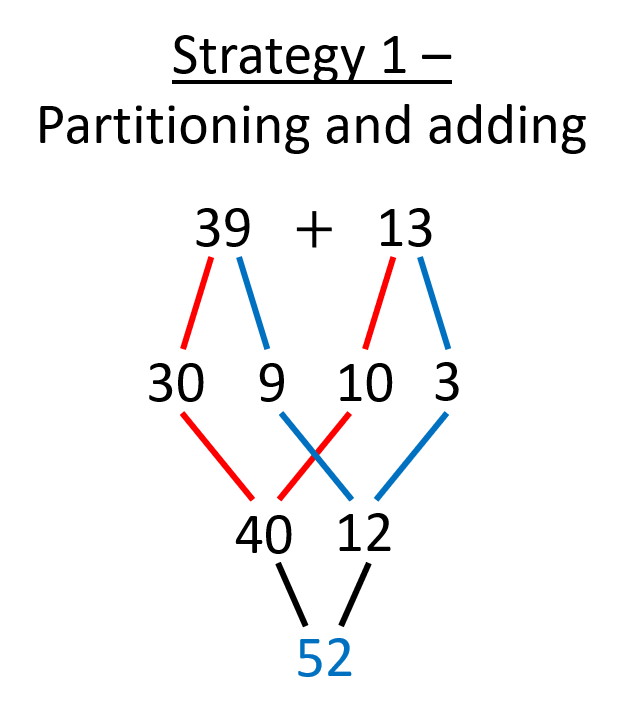 Strategy 1 –
Partitioning and adding
39 + 13
30 9 10 3
40 12
52